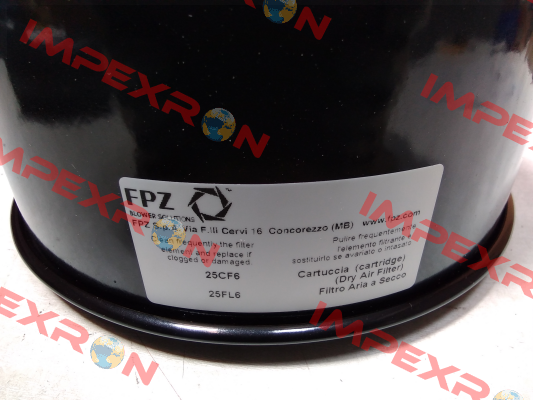 FPZ
BLOWER SOLUTIONS
FPZ S.p.A. Via F.lli Cervi 16 Concorezzo (MB) www.fpz.com
Clean frequently the filter
element and replace if
clogged or damaged.
25CF6
25FL6
Pulire frequentemente
l'elemento filtrante e
sostituirlo se avariato o intasato
Cartuccia (cartridge)
(Dry Air Filter)
Filtro Aria a Secco
IMPEXRON
IMPEXRON
IMPEXRON
IMPEXRON
IMPEXRON